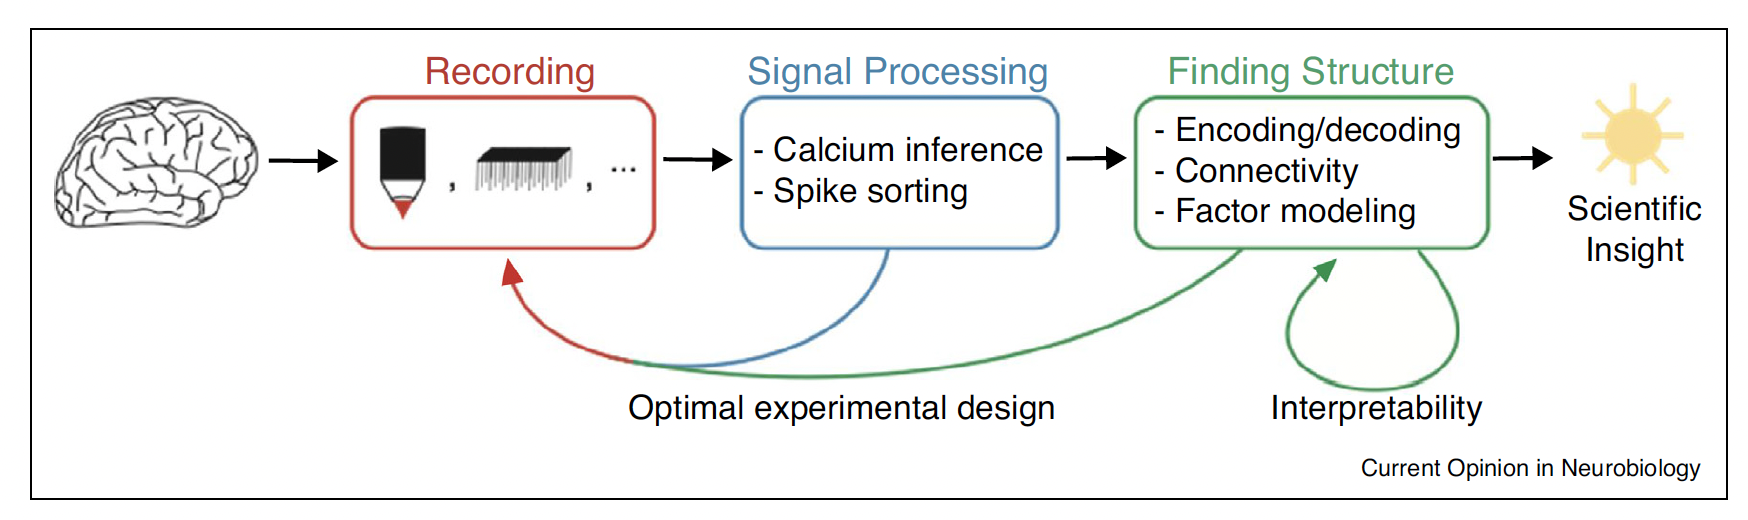 Recording
Signal Processing
Finding Structure
, , ...
- Calcium inference
- Spike sorting
- Encoding/decoding
- Connectivity
- Factor modeling
Scientific
Insight
Optimal experimental design
Interpretability
Current Opinion in Neurobiology